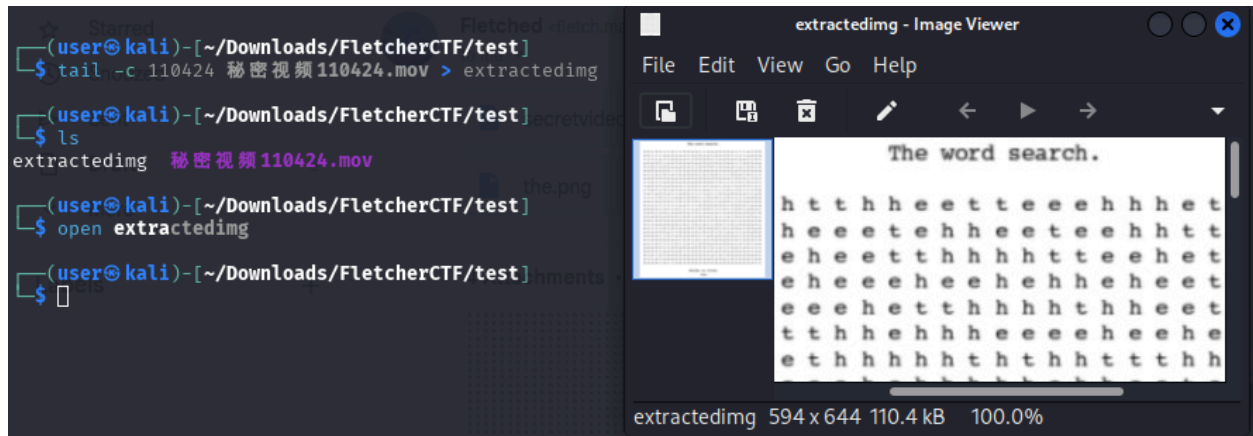 ┌──(user㉿kali)-[~/Downloads/FletcherCTF/test]
└─$ tail -c 110424 秘密视频110424.mov > extractedimg
┌──(user㉿kali)-[~/Downloads/FletcherCTF/test]
└─$ ls
extractedimg 秘密视频110424.mov
┌──(user㉿kali)-[~/Downloads/FletcherCTF/test]
└─$ open extractedimg
┌──(user㉿kali)-[~/Downloads/FletcherCTF/test]
└─$
Starred
Fletched
secretvideo
the.png
extractedimg - Image Viewer
File Edit View Go Help
The word search.
h t t h h e e t t e e e h h h e t
h e e e t e h h e e t e e h h t t
e h e e t t h h h h t t e e h e t
e h e e e h e e h e h h e h e e t
e e e h e t t h h h h t h h e e t
t t h h e h h h e e e e h e e h e
e t h h h h h t h t h h t t t h h
extractedimg 594 x 644 110.4 kB 100.0%